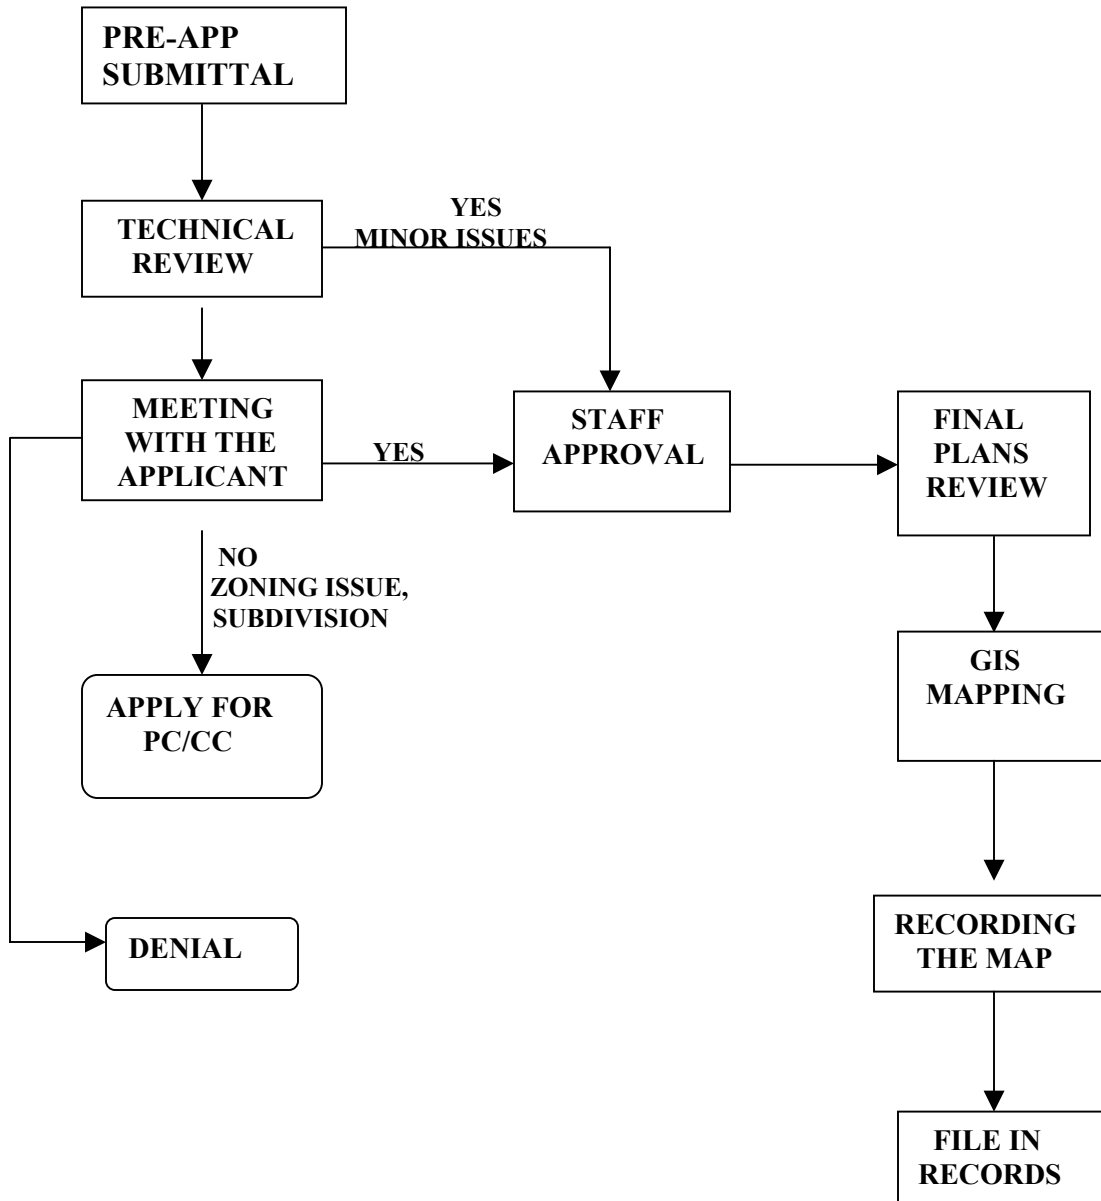 PRE-APP
SUBMITTAL
TECHNICAL
REVIEW
YES
MINOR ISSUES
MEETING
WITH THE
APPLICANT
YES
STAFF
APPROVAL
FINAL
PLANS
REVIEW
NO
ZONING ISSUE,
SUBDIVISION
APPLY FOR
PC/CC
GIS
MAPPING
DENIAL
RECORDING
THE MAP
FILE IN
RECORDS